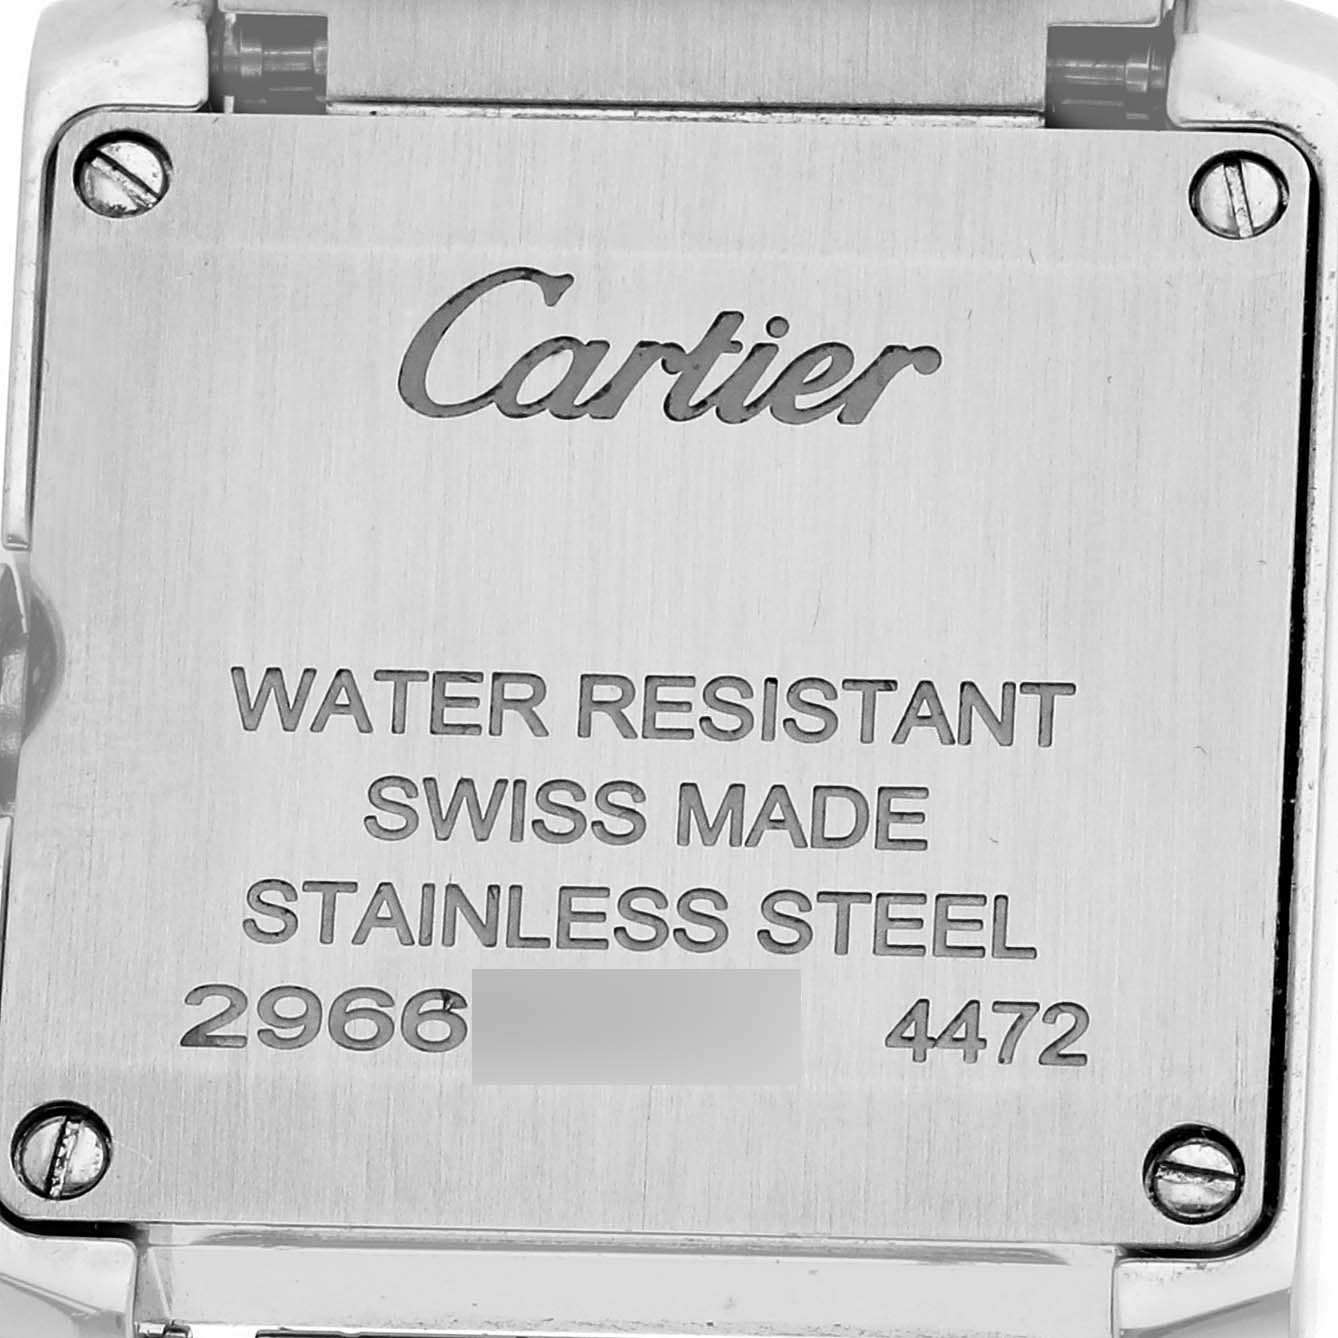 Cartier
WATER RESISTANT
SWISS MADE
STAINLESS STEEL
2966 4472